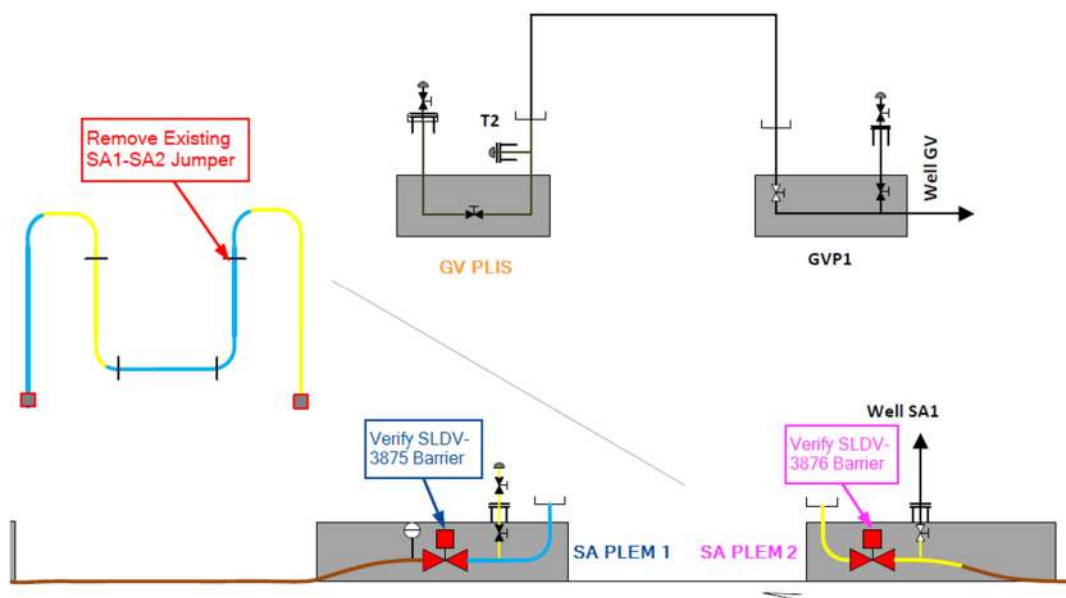 T2
Remove Existing
SA1-SA2 Jumper
Well GV
GV PLIS
GVP1
Well SA1
Verify SLDV-
3875 Barrier
Verify SLDV-
3876 Barrier
SA PLEM 1
SA PLEM 2